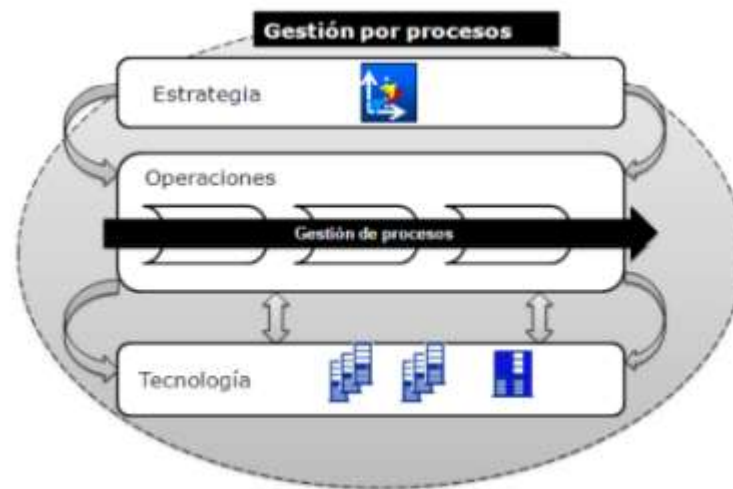 Gestión por procesos
Estrategia
Operaciones
Gestión de procesos
Tecnología